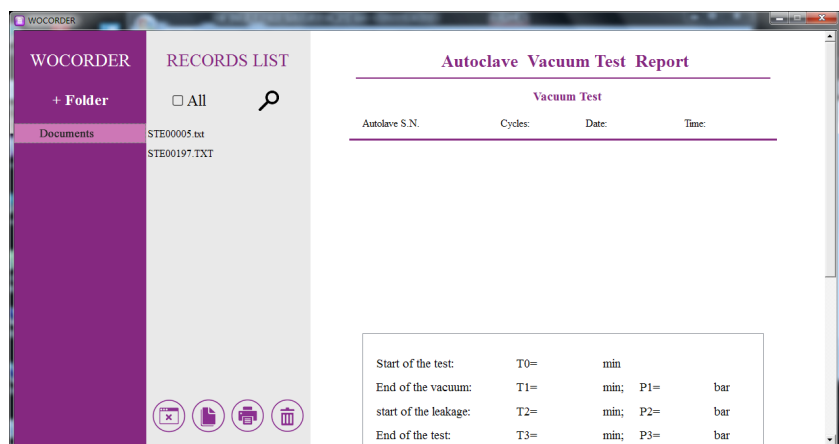 WOCORDER
WOCORDER
+ Folder
Documents
RECORDS LIST
All
STE00005.txt
STE00197.TXT
Autoclave Vacuum Test Report
Vacuum Test
Autolave S.N. Cycles: Date: Time:
Start of the test: T0= min
End of the vacuum: T1= min; P1= bar
start of the leakage: T2= min; P2= bar
End of the test: T3= min; P3= bar